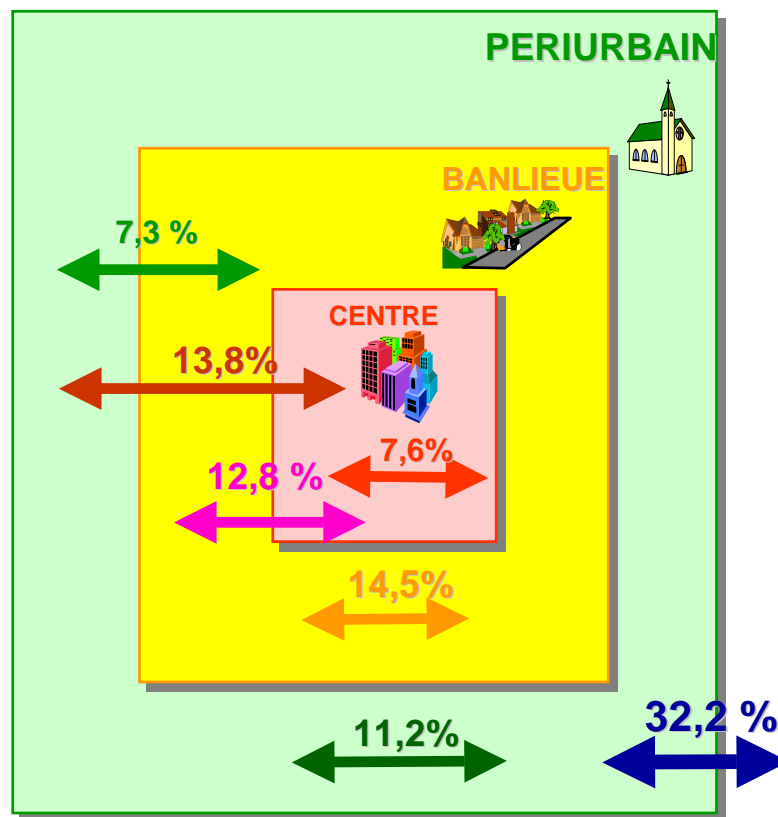 PERIURBAIN
BANLIEUE
7,3 %
CENTRE
13,8%
7,6%
12,8 %
14,5%
32,2 %
11,2%